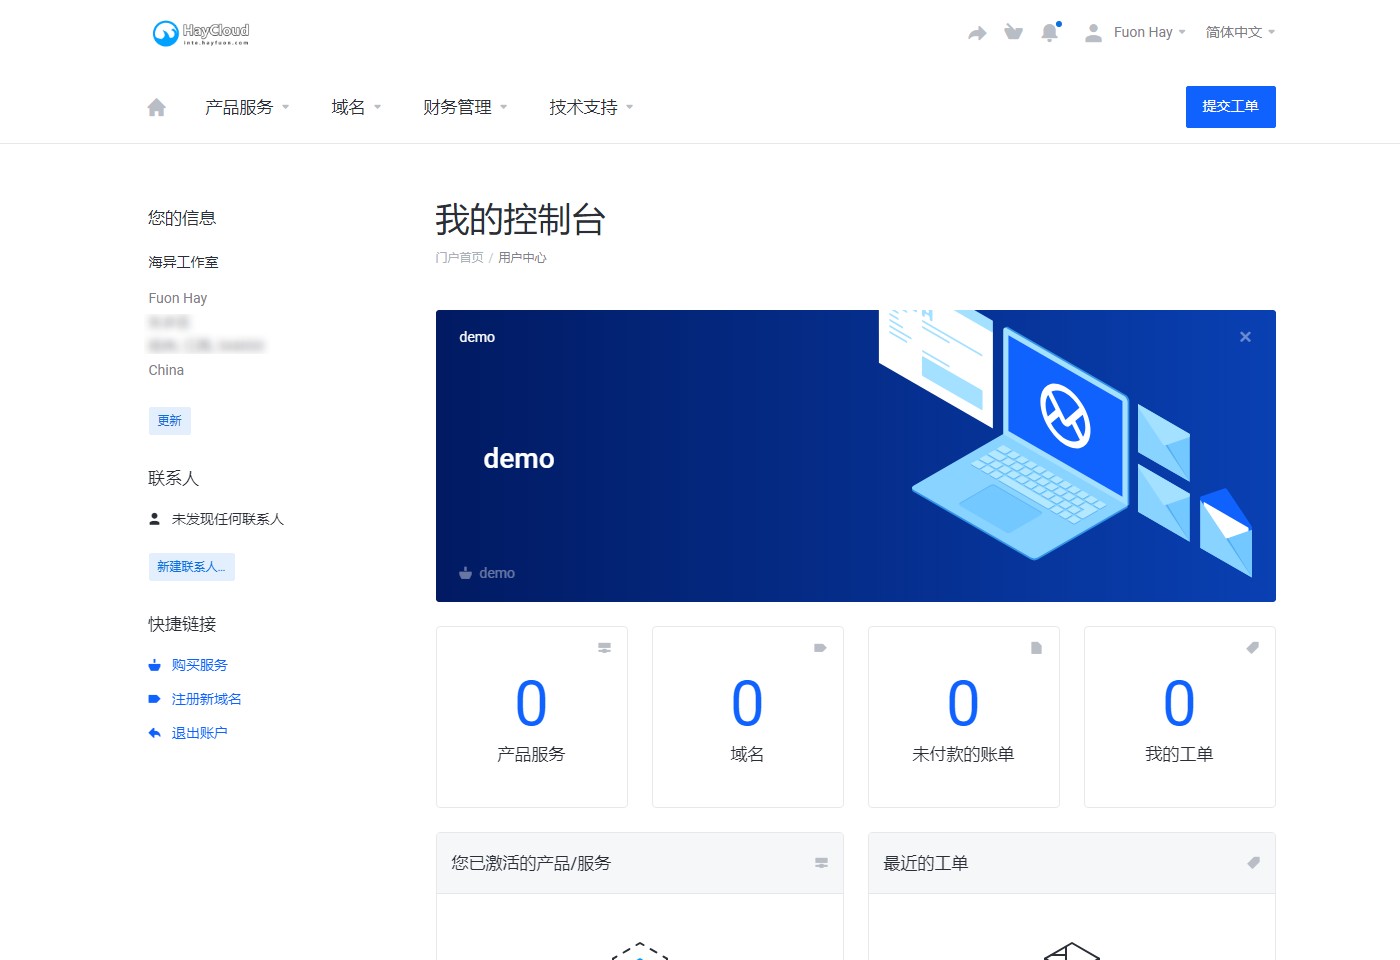 HayCloud
inte.hayfuon.com
Fuon Hay
简体中文
产品服务
域名
财务管理
技术支持
提交工单
您的信息
海异工作室
Fuon Hay
China
更新
联系人
未发现任何联系人
新建联系人...
快捷链接
购买服务
注册新域名
退出账户
我的控制台
门户首页 / 用户中心
demo
demo
demo
0
产品服务
0
域名
0
未付款的账单
0
我的工单
您已激活的产品/服务
最近的工单